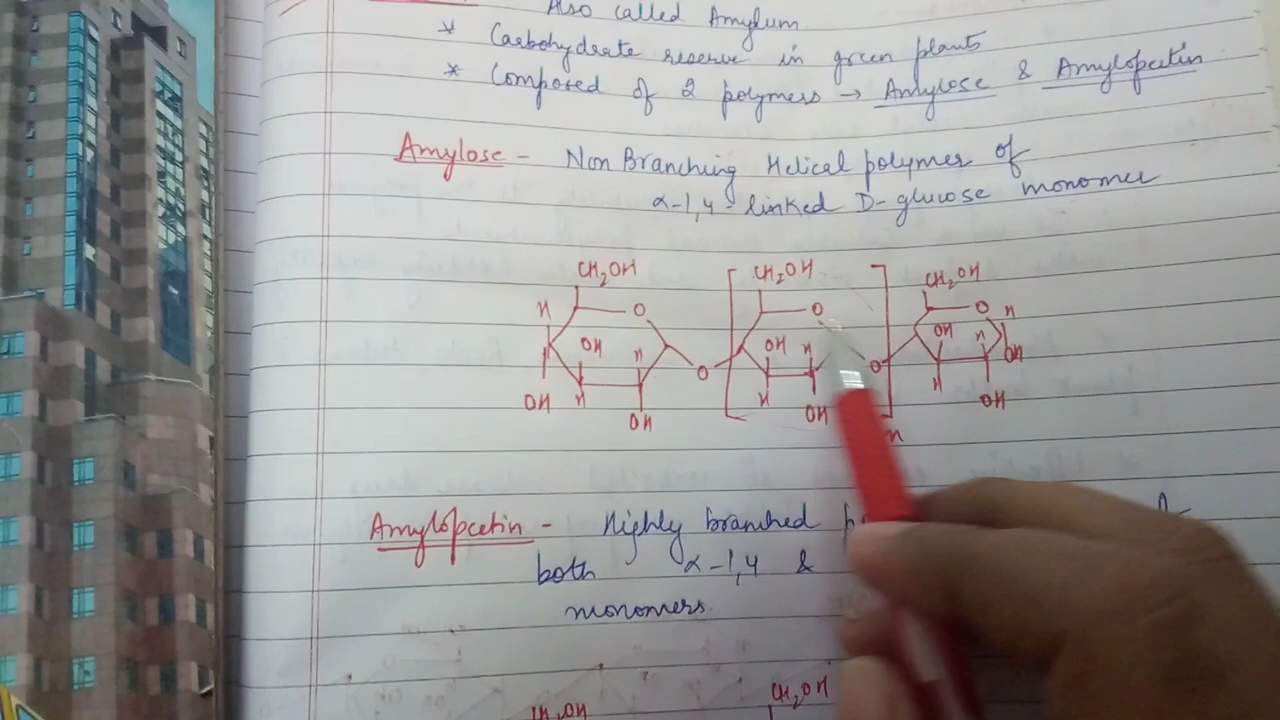 Also called Amylum
* Carbohydrate reserve in green plants
* Composed of 2 polymers → Amylose & Amylopectin
Amylose - Non Branching Helical polymer of
α-1,4-linked D-glucose monomer
CH₂OH CH₂OH CH₂OH
H O O O H
OH H OH H OH H OH
O O
H H H
OH OH OH OH
n
Amylopectin - Highly branched
both α-1,4 &
monomers.
CH₂OH CH₂OH